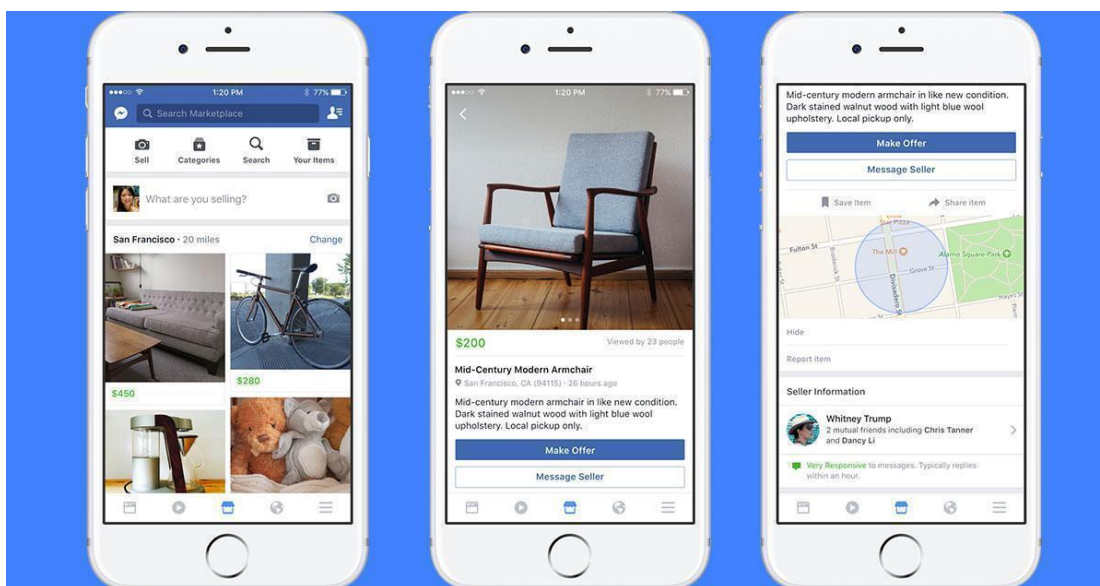 1:20 PM
77%
Search Marketplace
Sell
Categories
Search
Your Items
What are you selling?
San Francisco · 20 miles
Change
$450
$280
1:20 PM
77%
$200
Viewed by 23 people
Mid-Century Modern Armchair
San Francisco, CA (94115) · 26 hours ago
Mid-century modern armchair in like new condition.
Dark stained walnut wood with light blue wool
upholstery. Local pickup only.
Make Offer
Message Seller
Mid-century modern armchair in like new condition.
Dark stained walnut wood with light blue wool
upholstery. Local pickup only.
Make Offer
Message Seller
Save Item
Share item
Star Pizza
Fulton St
The Mill
Alamo Square Park
Broderick St
Grove St
Divisadero St
Hayes St
Hide
Report item
Seller Information
Whitney Trump
2 mutual friends including Chris Tanner
and Dancy Li
Very Responsive to messages. Typically replies
within an hour.